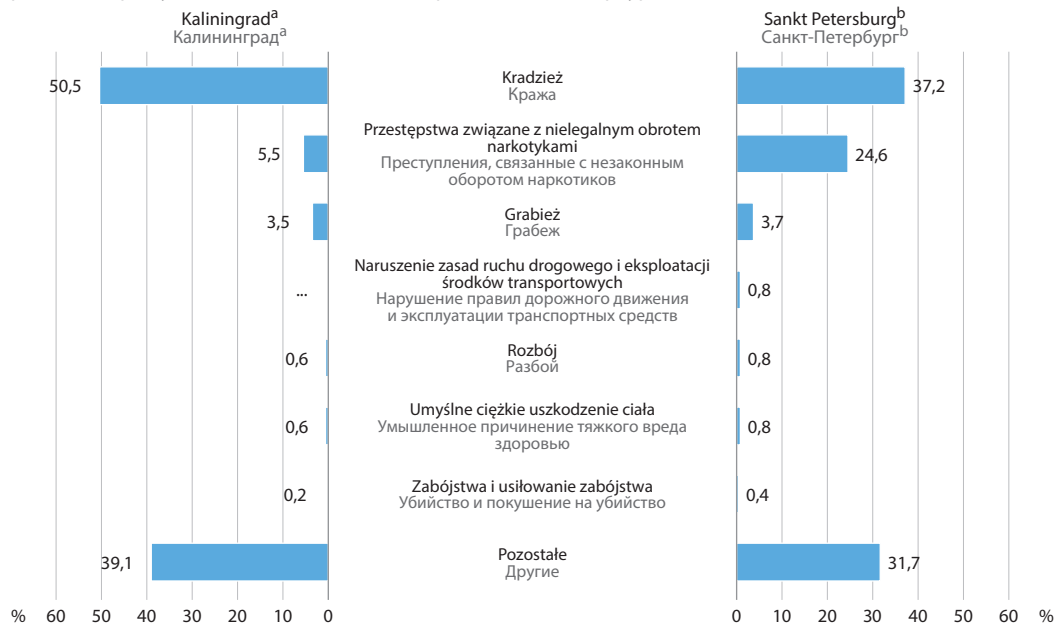 Kaliningradᵃ
Калининградᵃ
Sankt Petersburgᵇ
Санкт-Петербургᵇ
50,5
Kradzież
Кража
37,2
5,5
Przestępstwa związane z nielegalnym obrotem
narkotykami
Преступления, связанные с незаконным
оборотом наркотиков
24,6
3,5
Grabież
Грабеж
3,7
...
Naruszenie zasad ruchu drogowego i eksploatacji
środków transportowych
Нарушение правил дорожного движения
и эксплуатации транспортных средств
0,8
0,6
Rozbój
Разбой
0,8
0,6
Umyślne ciężkie uszkodzenie ciała
Умышленное причинение тяжкого вреда
здоровью
0,8
0,2
Zabójstwa i usiłowanie zabójstwa
Убийство и покушение на убийство
0,4
39,1
Pozostałe
Другие
31,7
% 60 50 40 30 20 10 0
0 10 20 30 40 50 60 %